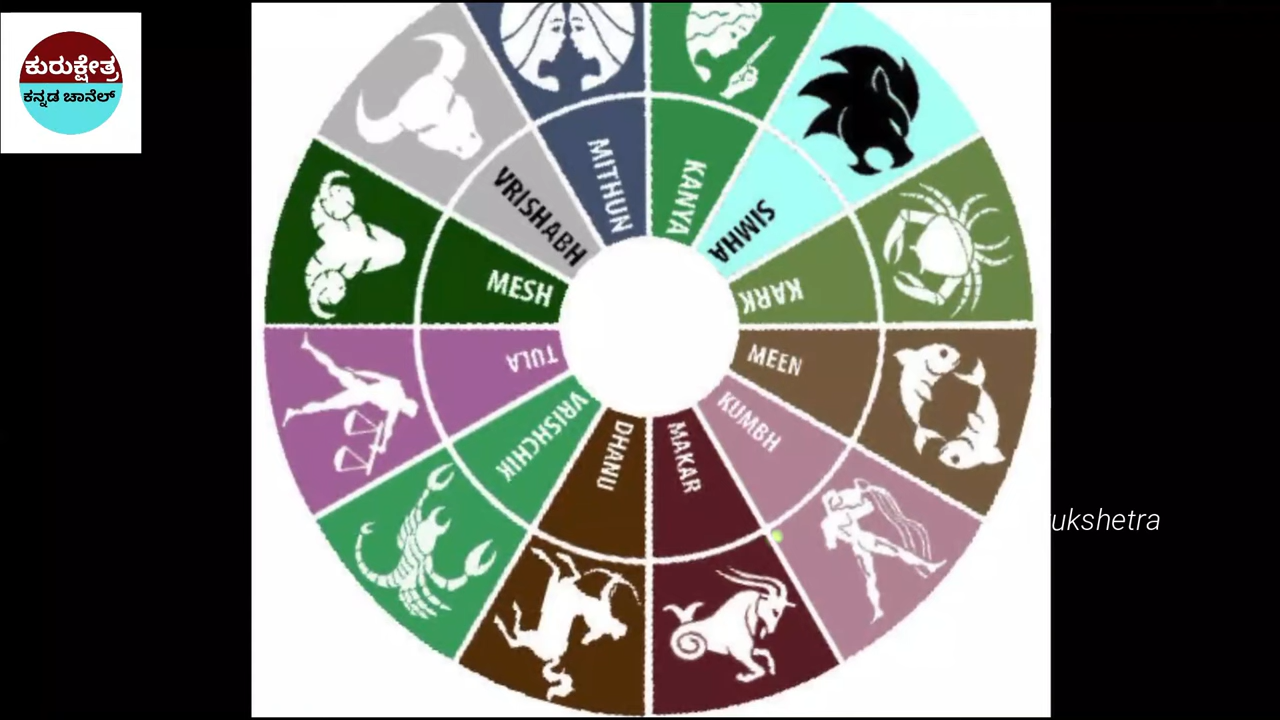 ಕುರುಕ್ಷೇತ್ರ
ಕನ್ನಡ ಚಾನೆಲ್
MITHUN
KANYA
VRISHABH
SIMHA
MESH
KARK
TULA
MEEN
VRISHCHIK
KUMBH
DHANU
MAKAR
ukshetra